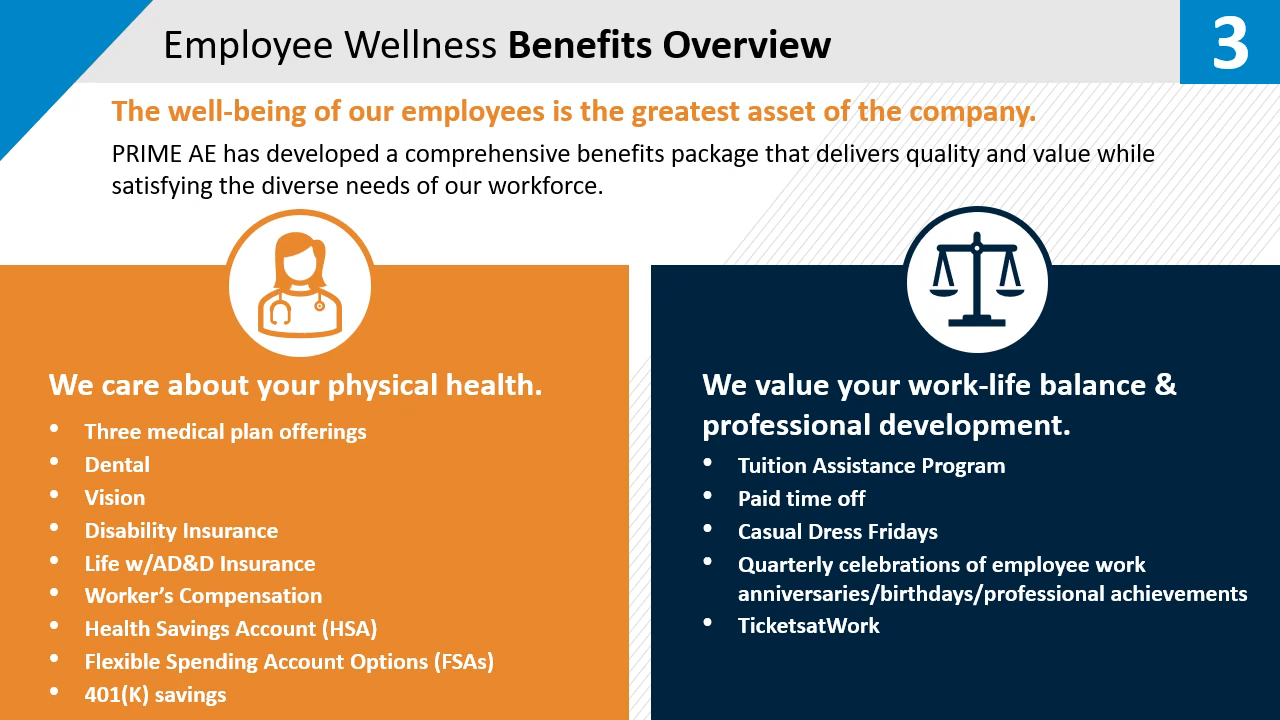 Employee Wellness Benefits Overview
3
The well-being of our employees is the greatest asset of the company.
PRIME AE has developed a comprehensive benefits package that delivers quality and value while
satisfying the diverse needs of our workforce.
We care about your physical health.
• Three medical plan offerings
• Dental
• Vision
• Disability Insurance
• Life w/AD&D Insurance
• Worker’s Compensation
• Health Savings Account (HSA)
• Flexible Spending Account Options (FSAs)
• 401(K) savings
We value your work-life balance &
professional development.
• Tuition Assistance Program
• Paid time off
• Casual Dress Fridays
• Quarterly celebrations of employee work
anniversaries/birthdays/professional achievements
• TicketsatWork